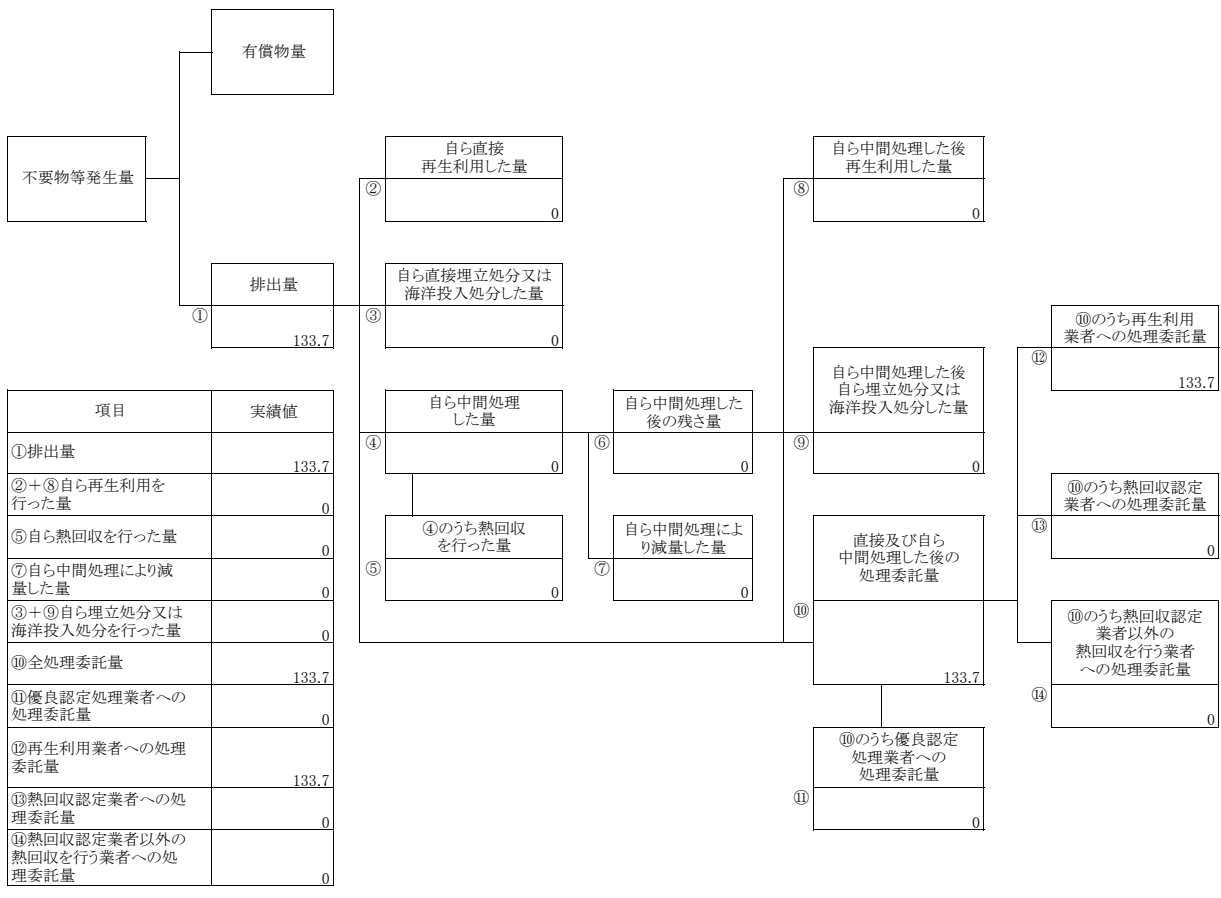 有償物量
不要物等発生量
自ら直接
再生利用した量
②
0
自ら中間処理した後
再生利用した量
⑧
0
排出量
①
133.7
自ら直接埋立処分又は
海洋投入処分した量
③
0
⑩のうち再生利用
業者への処理委託量
⑫
133.7
自ら中間処理した後
自ら埋立処分又は
海洋投入処分した量
⑨
0
自ら中間処理
した量
④
0
自ら中間処理した
後の残さ量
⑥
0
④のうち熱回収
を行った量
⑤
0
自ら中間処理によ
り減量した量
⑦
0
直接及び自ら
中間処理した後の
処理委託量
⑩
133.7
⑩のうち熱回収認定
業者への処理委託量
⑬
0
⑩のうち熱回収認定
業者以外の
熱回収を行う業者
への処理委託量
⑭
0
⑩のうち優良認定
処理業者への
処理委託量
⑪
0
項目 実績値
①排出量
133.7
②＋⑧自ら再生利用を
行った量
0
⑤自ら熱回収を行った量
0
⑦自ら中間処理により減
量した量
0
③＋⑨自ら埋立処分又は
海洋投入処分を行った量
0
⑩全処理委託量
133.7
⑪優良認定処理業者への
処理委託量
0
⑫再生利用業者への処理
委託量
133.7
⑬熱回収認定業者への処
理委託量
0
⑭熱回収認定業者以外の
熱回収を行う業者への処
理委託量
0